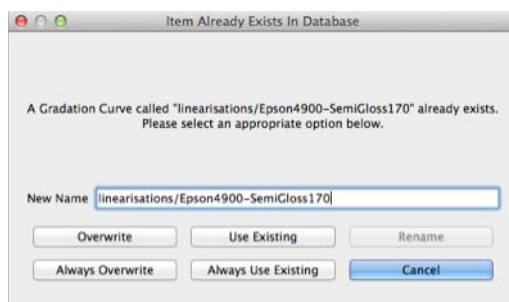 Item Already Exists In Database
A Gradation Curve called "linearisations/Epson4900-SemiGloss170" already exists.
Please select an appropriate option below.
New Name linearisations/Epson4900-SemiGloss170
Overwrite Use Existing Rename
Always Overwrite Always Use Existing Cancel